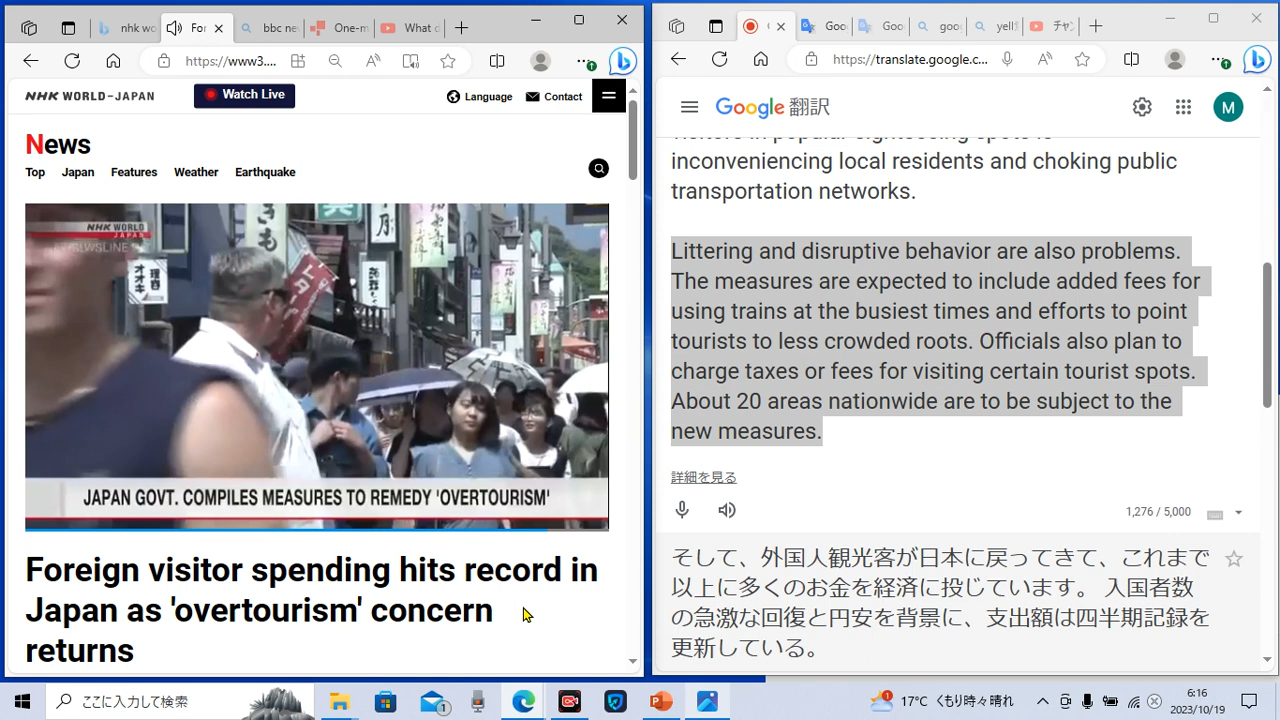 nhk wo
For
bbc ne
One-m
What d
https://www3....
NHK WORLD-JAPAN
Watch Live
Language
Contact
News
Top Japan Features Weather Earthquake
NHK WORLD
JAPAN
NEWSLINE
理容
オオキ
JAPAN GOVT. COMPILES MEASURES TO REMEDY 'OVERTOURISM'
Foreign visitor spending hits record in
Japan as 'overtourism' concern
returns
Goo
Goo
goo
yell
チャン
https://translate.google.c...
Google 翻訳
M
inconveniencing local residents and choking public
transportation networks.
Littering and disruptive behavior are also problems.
The measures are expected to include added fees for
using trains at the busiest times and efforts to point
tourists to less crowded roots. Officials also plan to
charge taxes or fees for visiting certain tourist spots.
About 20 areas nationwide are to be subject to the
new measures.
詳細を見る
1,276 / 5,000
そして、外国人観光客が日本に戻ってきて、これまで
以上に多くのお金を経済に投じています。 入国者数
の急激な回復と円安を背景に、支出額は四半期記録を
更新している。
ここに入力して検索
17°C くもり時々晴れ
6:16
2023/10/19